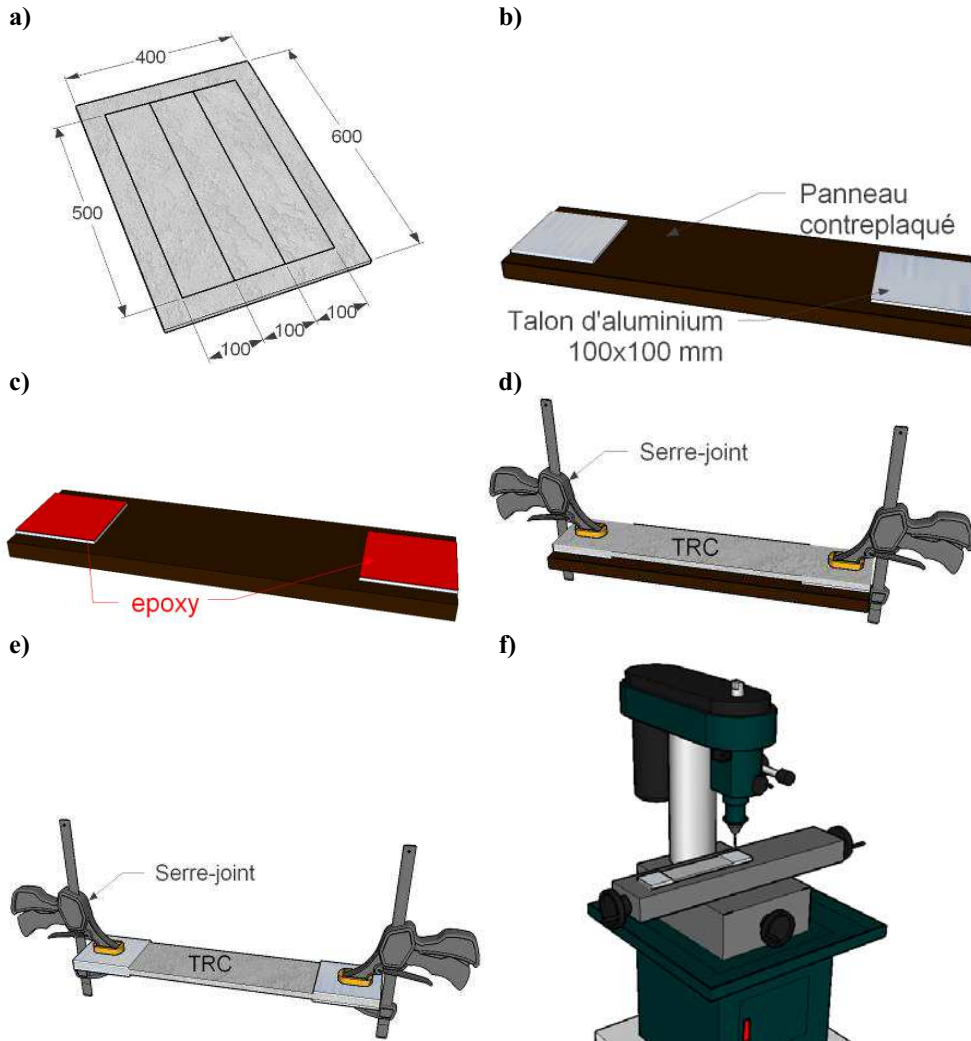 a)
400
600
500
100
100
100
b)
Panneau
contreplaqué
Talon d'aluminium
100x100 mm
c)
epoxy
d)
Serre-joint
TRC
e)
Serre-joint
TRC
f)